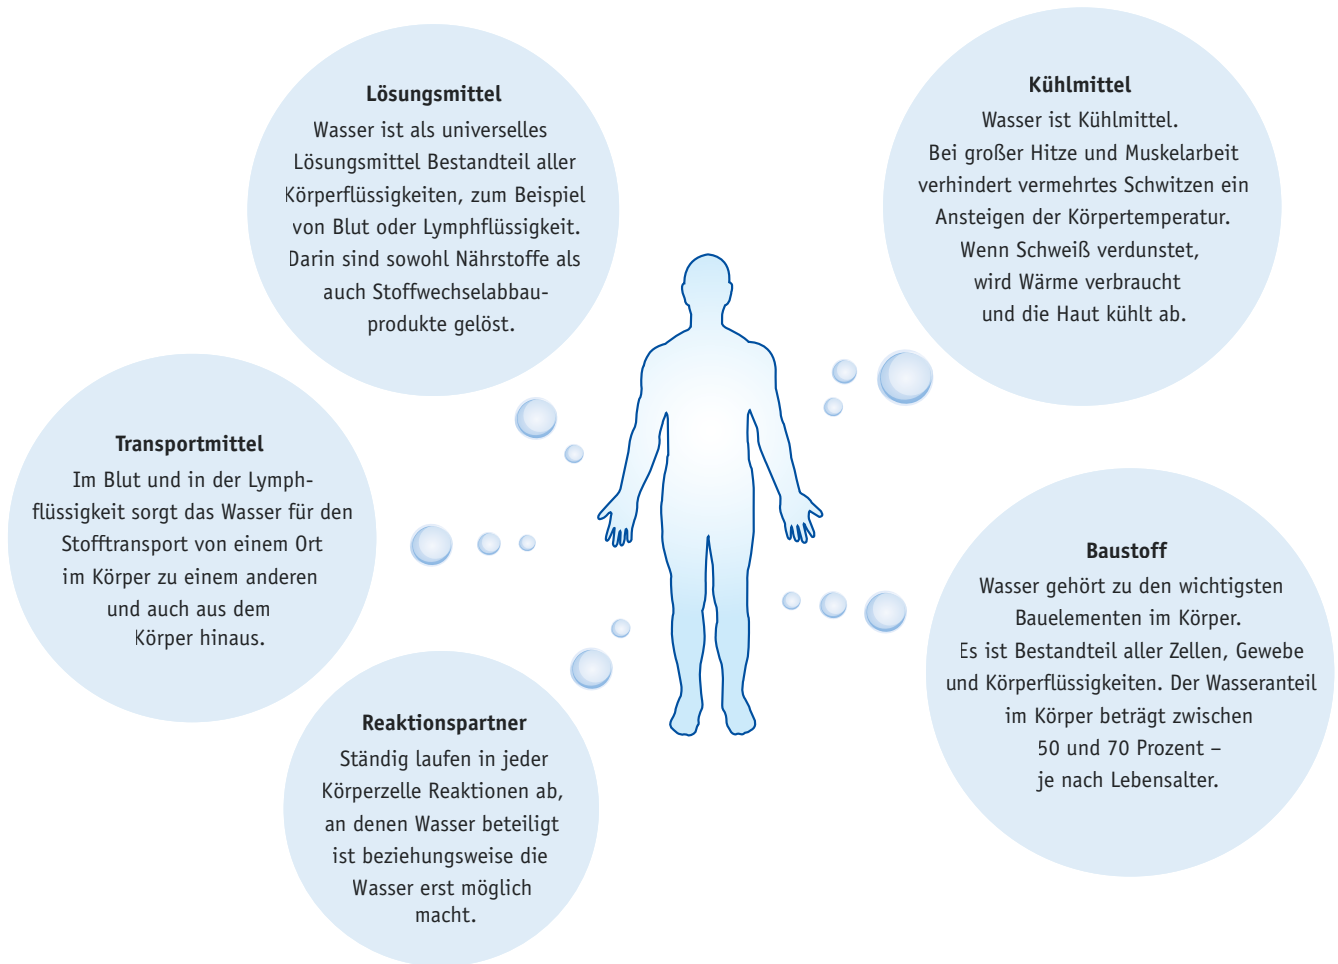 Lösungsmittel
Wasser ist als universelles
Lösungsmittel Bestandteil aller
Körperflüssigkeiten, zum Beispiel
von Blut oder Lymphflüssigkeit.
Darin sind sowohl Nährstoffe als
auch Stoffwechselabbau-
produkte gelöst.
Kühlmittel
Wasser ist Kühlmittel.
Bei großer Hitze und Muskelarbeit
verhindert vermehrtes Schwitzen ein
Ansteigen der Körpertemperatur.
Wenn Schweiß verdunstet,
wird Wärme verbraucht
und die Haut kühlt ab.
Transportmittel
Im Blut und in der Lymph-
flüssigkeit sorgt das Wasser für den
Stofftransport von einem Ort
im Körper zu einem anderen
und auch aus dem
Körper hinaus.
Baustoff
Wasser gehört zu den wichtigsten
Bauelementen im Körper.
Es ist Bestandteil aller Zellen, Gewebe
und Körperflüssigkeiten. Der Wasseranteil
im Körper beträgt zwischen
50 und 70 Prozent –
je nach Lebensalter.
Reaktionspartner
Ständig laufen in jeder
Körperzelle Reaktionen ab,
an denen Wasser beteiligt
ist beziehungsweise die
Wasser erst möglich
macht.